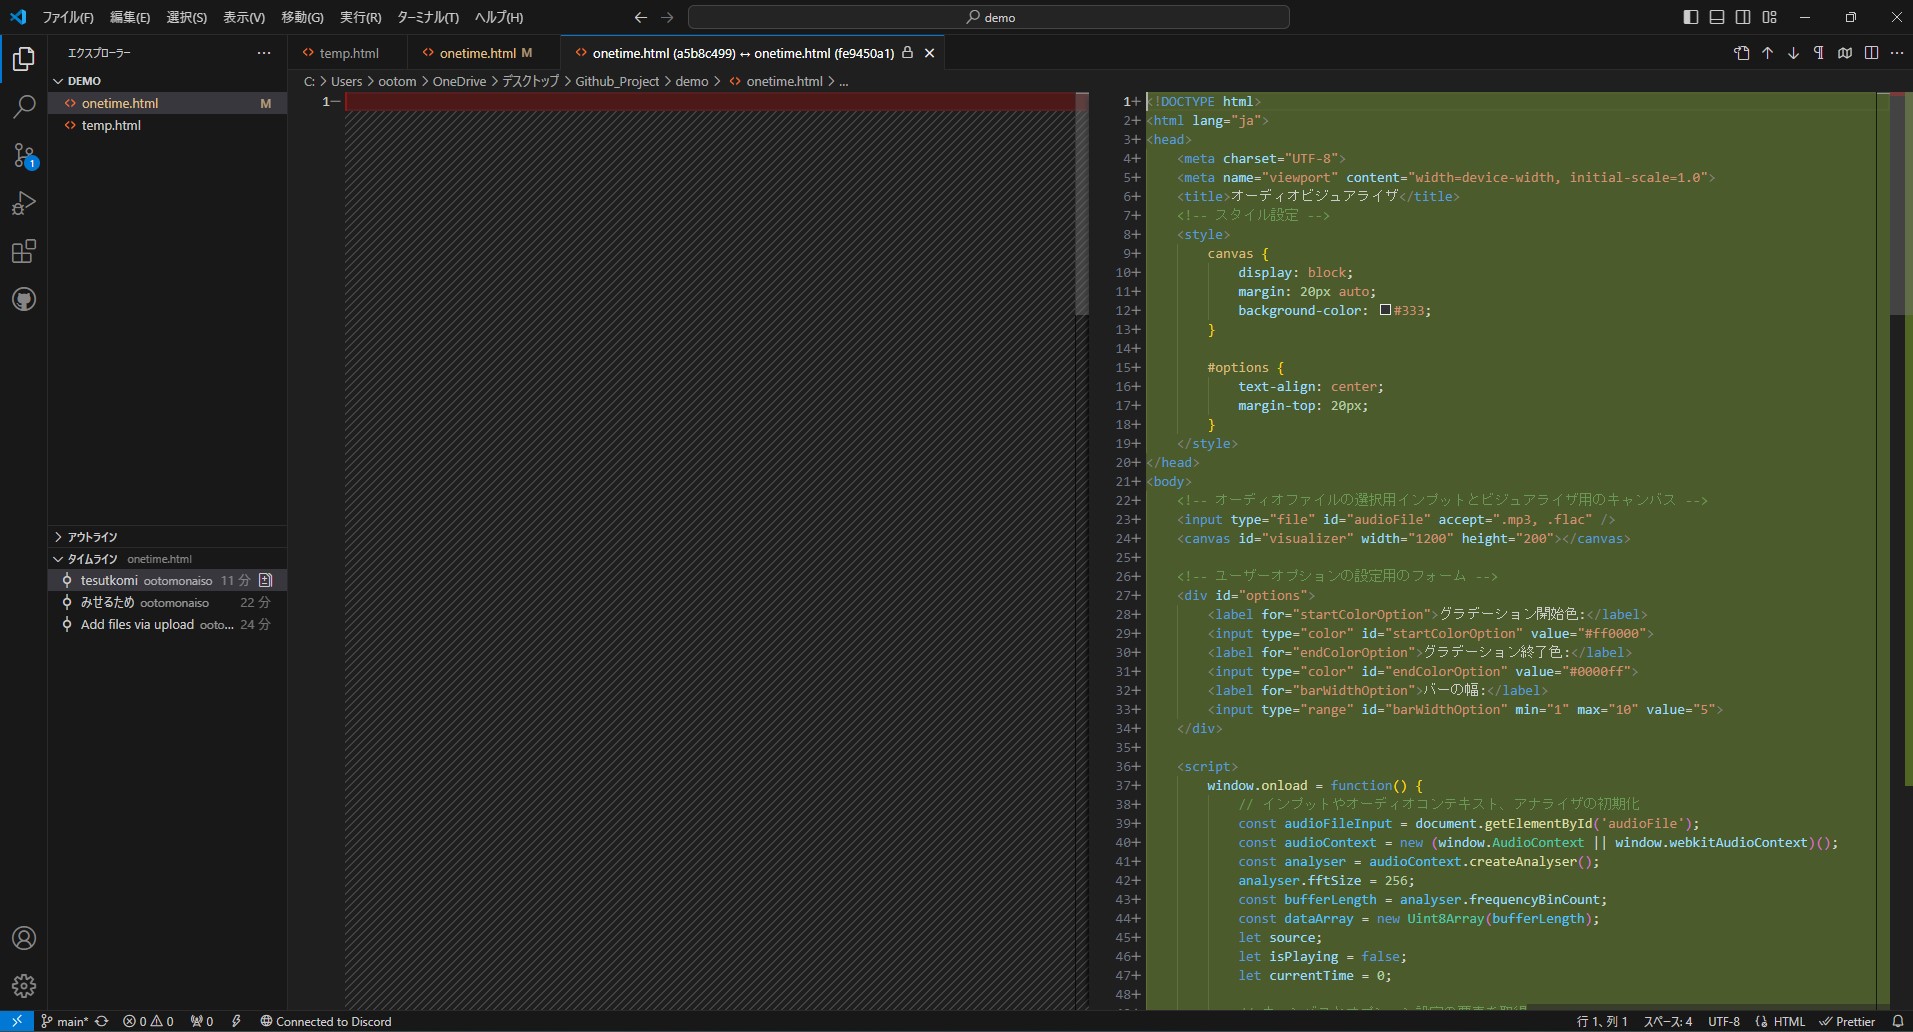 ファイル(F) 編集(E) 選択(S) 表示(V) 移動(G) 実行(R) ターミナル(T) ヘルプ(H)
demo
エクスプローラー
DEMO
onetime.html M
temp.html
アウトライン
タイムライン onetime.html
tesutkomi ootomonaiso 11 分
みせるため ootomonaiso 22 分
Add files via upload ooto... 24 分
temp.html
onetime.html M
onetime.html (a5b8c499) ↔ onetime.html (fe9450a1)
C: > Users > ootom > OneDrive > デスクトップ > Github_Project > demo > onetime.html > ...
1−
1+ <!DOCTYPE html>
2+ <html lang="ja">
3+ <head>
4+ <meta charset="UTF-8">
5+ <meta name="viewport" content="width=device-width, initial-scale=1.0">
6+ <title>オーディオビジュアライザ</title>
7+ <!-- スタイル設定 -->
8+ <style>
9+ canvas {
10+ display: block;
11+ margin: 20px auto;
12+ background-color: #333;
13+ }
14+
15+ #options {
16+ text-align: center;
17+ margin-top: 20px;
18+ }
19+ </style>
20+ </head>
21+ <body>
22+ <!-- オーディオファイルの選択用インプットとビジュアライザ用のキャンバス -->
23+ <input type="file" id="audioFile" accept=".mp3, .flac" />
24+ <canvas id="visualizer" width="1200" height="200"></canvas>
25+
26+ <!-- ユーザーオプションの設定用のフォーム -->
27+ <div id="options">
28+ <label for="startColorOption">グラデーション開始色:</label>
29+ <input type="color" id="startColorOption" value="#ff0000">
30+ <label for="endColorOption">グラデーション終了色:</label>
31+ <input type="color" id="endColorOption" value="#0000ff">
32+ <label for="barWidthOption">バーの幅:</label>
33+ <input type="range" id="barWidthOption" min="1" max="10" value="5">
34+ </div>
35+
36+ <script>
37+ window.onload = function() {
38+ // インプットやオーディオコンテキスト、アナライザの初期化
39+ const audioFileInput = document.getElementById('audioFile');
40+ const audioContext = new (window.AudioContext || window.webkitAudioContext)();
41+ const analyser = audioContext.createAnalyser();
42+ analyser.fftSize = 256;
43+ const bufferLength = analyser.frequencyBinCount;
44+ const dataArray = new Uint8Array(bufferLength);
45+ let source;
46+ let isPlaying = false;
47+ let currentTime = 0;
48+
1
main* 0 0 0 Connected to Discord
行 1、列 1 スペース: 4 UTF-8 HTML Prettier